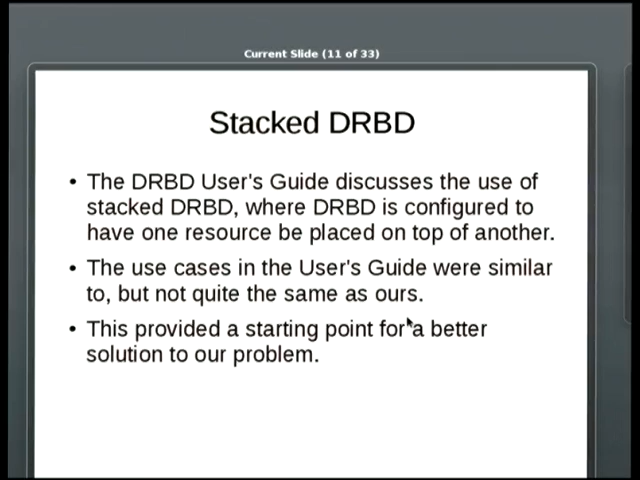 Current Slide (11 of 33)
Stacked DRBD
• The DRBD User's Guide discusses the use of
stacked DRBD, where DRBD is configured to
have one resource be placed on top of another.
• The use cases in the User's Guide were similar
to, but not quite the same as ours.
• This provided a starting point for a better
solution to our problem.